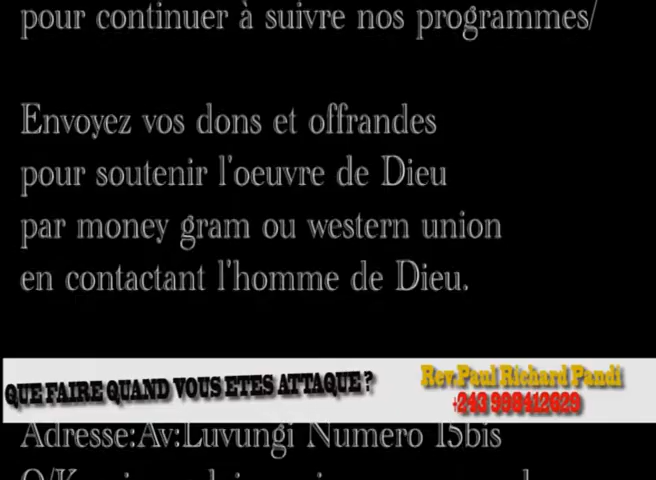 pour continuer à suivre nos programmes/
Envoyez vos dons et offrandes
pour soutenir l'oeuvre de Dieu
par money gram ou western union
en contactant l'homme de Dieu.
QUE FAIRE QUAND VOUS ETES ATTAQUE ?
Rev.Paul Richard Pandi
+243 998412629
Adresse:Av:Luvungi Numero 15bis